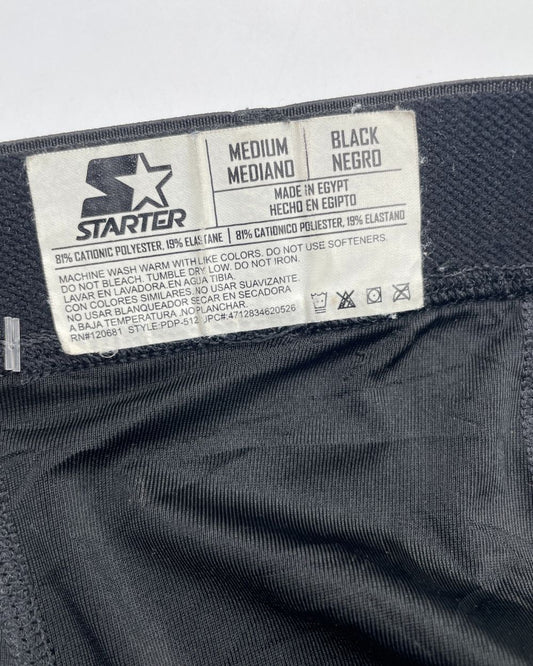 STARTER
MEDIUM
MEDIANO
BLACK
NEGRO
MADE IN EGYPT
HECHO EN EGIPTO
81% CATIONIC POLYESTER, 19% ELASTANE | 81% CATIONICO POLIESTER, 19% ELASTANO
MACHINE WASH WARM WITH LIKE COLORS. DO NOT USE SOFTENERS.
DO NOT BLEACH, TUMBLE DRY LOW. DO NOT IRON.
LAVAR EN LAVADORA.EN AGUA TIBIA.
CON COLORES SIMILARES.NO USAR SUAVIZANTE.
NO USAR BLANQUEADOR SECAR EN SECADORA
A BAJA TEMPERATURA .NO,PLANCHAR.
RN#120681 STYLE:PDP-512 UPC#:4712834620526